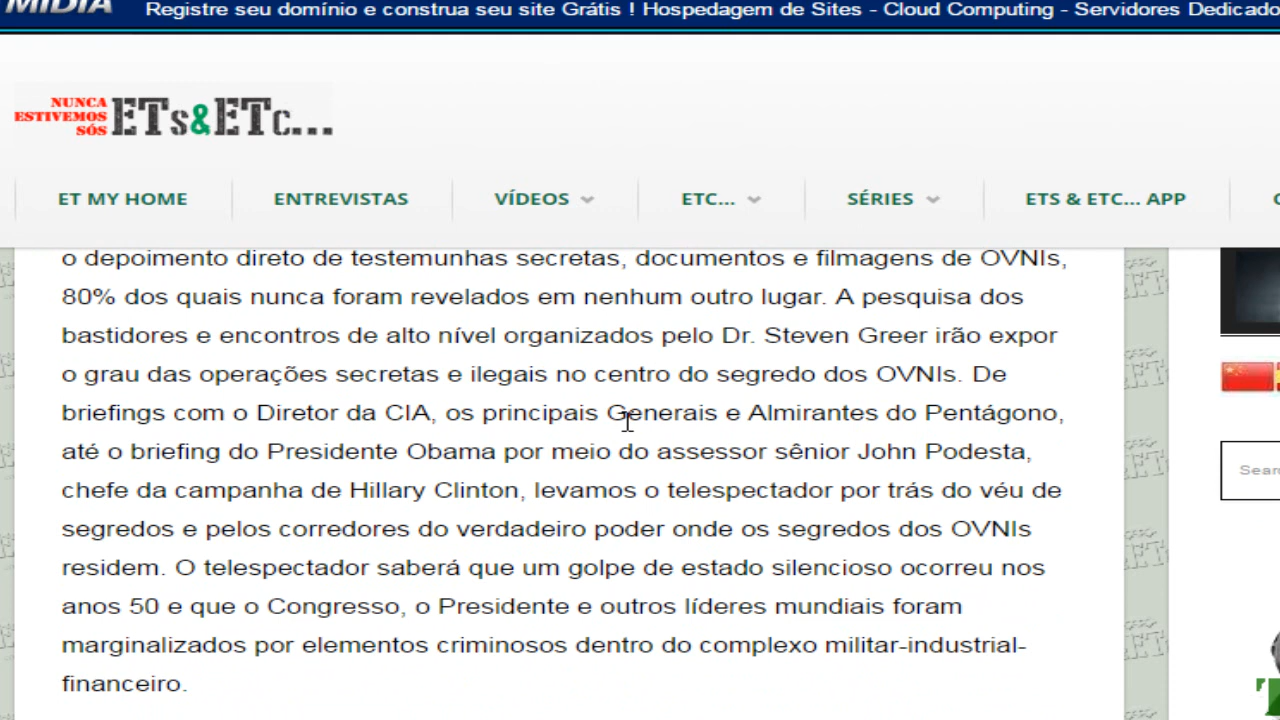 MÍDIA
Registre seu domínio e construa seu site Grátis ! Hospedagem de Sites - Cloud Computing - Servidores Dedicado
NUNCA
ESTIVEMOS
SÓS
ETs&ETc...
ET MY HOME
ENTREVISTAS
VÍDEOS
ETC...
SÉRIES
ETS & ETC... APP
o depoimento direto de testemunhas secretas, documentos e filmagens de OVNIs,
80% dos quais nunca foram revelados em nenhum outro lugar. A pesquisa dos
bastidores e encontros de alto nível organizados pelo Dr. Steven Greer irão expor
o grau das operações secretas e ilegais no centro do segredo dos OVNIs. De
briefings com o Diretor da CIA, os principais Generais e Almirantes do Pentágono,
até o briefing do Presidente Obama por meio do assessor sênior John Podesta,
chefe da campanha de Hillary Clinton, levamos o telespectador por trás do véu de
segredos e pelos corredores do verdadeiro poder onde os segredos dos OVNIs
residem. O telespectador saberá que um golpe de estado silencioso ocorreu nos
anos 50 e que o Congresso, o Presidente e outros líderes mundiais foram
marginalizados por elementos criminosos dentro do complexo militar-industrial-
financeiro.
Sear